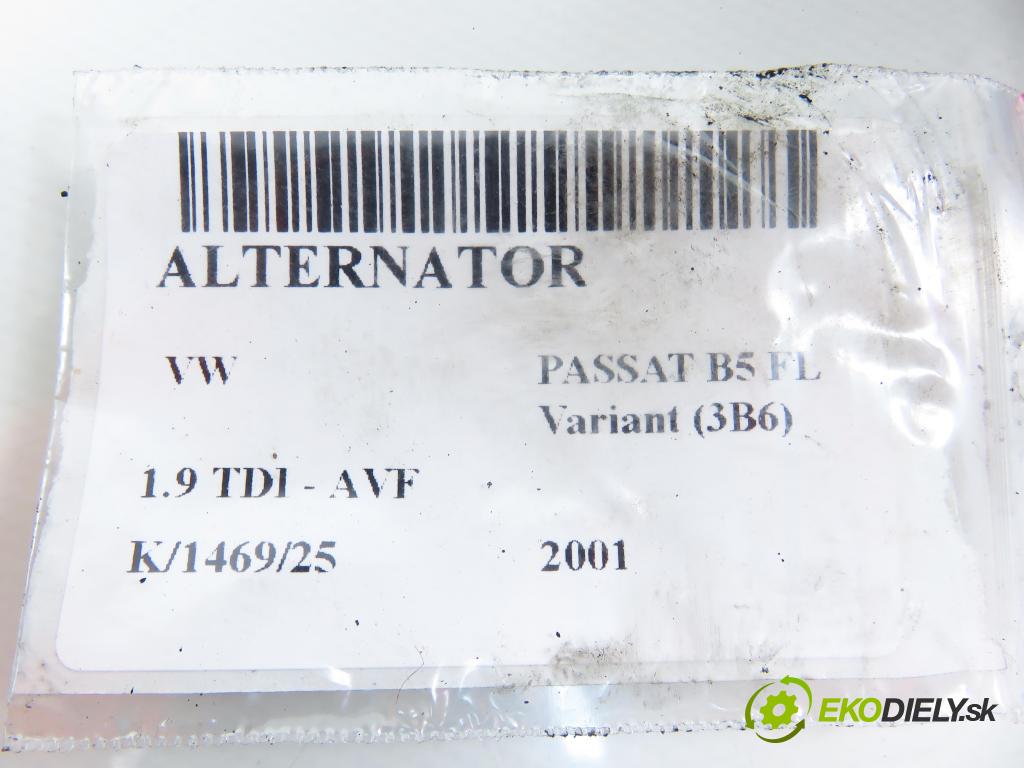 ALTERNATOR
VW
PASSAT B5 FL
Variant (3B6)
1.9 TDI - AVF
K/1469/25
2001
EKODIELY.sk